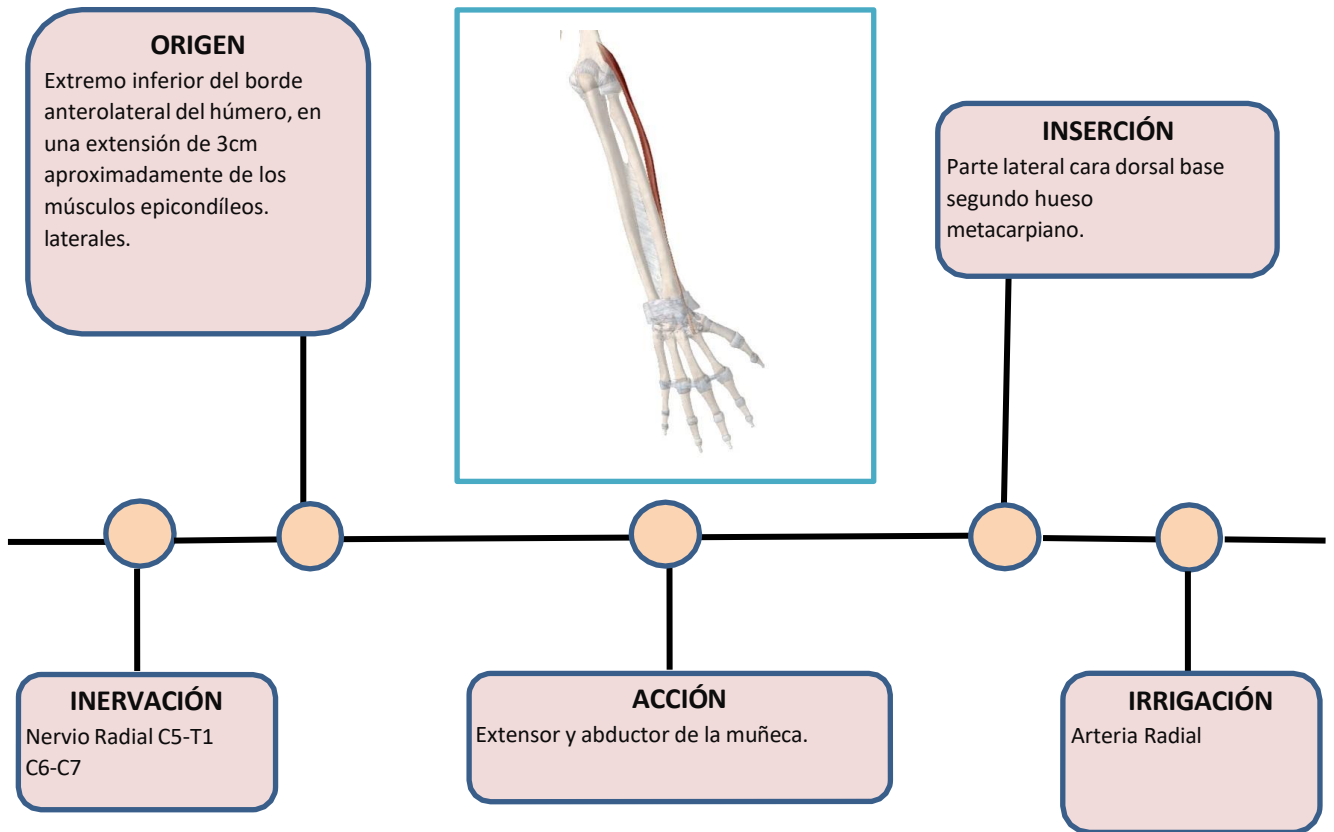 ORIGEN
Extremo inferior del borde
anterolateral del húmero, en
una extensión de 3cm
aproximadamente de los
músculos epicondíleos.
laterales.
INSERCIÓN
Parte lateral cara dorsal base
segundo hueso
metacarpiano.
INERVACIÓN
Nervio Radial C5-T1
C6-C7
ACCIÓN
Extensor y abductor de la muñeca.
IRRIGACIÓN
Arteria Radial